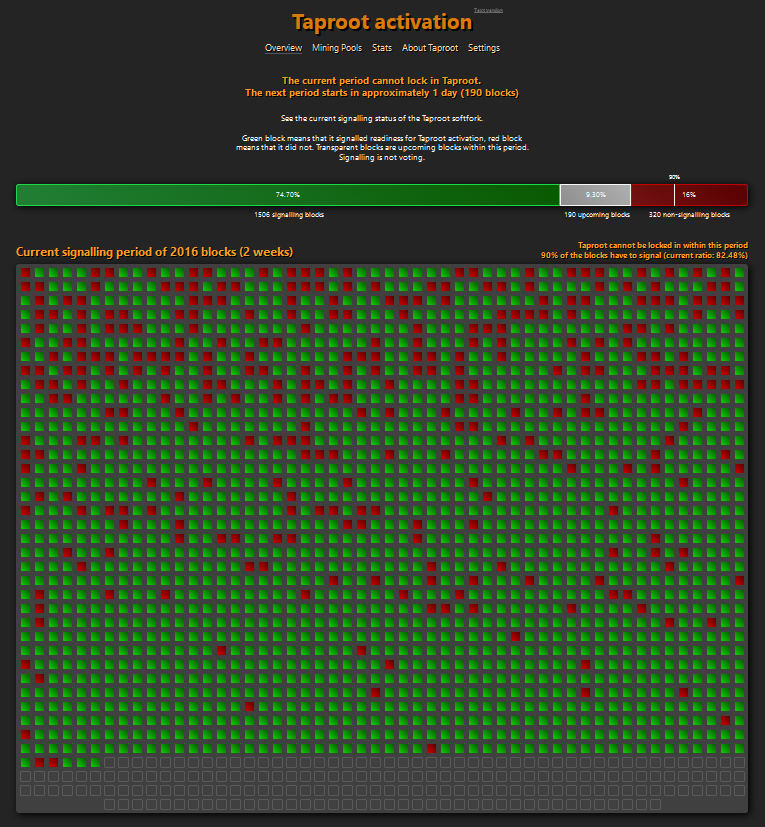 Text version
Taproot activation
Overview Mining Pools Stats About Taproot Settings
The current period cannot lock in Taproot.
The next period starts in approximately 1 day (190 blocks)
See the current signalling status of the Taproot softfork.
Green block means that it signalled readiness for Taproot activation, red block
means that it did not. Transparent blocks are upcoming blocks within this period.
Signalling is not voting.
90%
74.70% 9.30% 16%
1506 signalling blocks 190 upcoming blocks 320 non-signalling blocks
Current signalling period of 2016 blocks (2 weeks)
Taproot cannot be locked in within this period
90% of the blocks have to signal (current ratio: 82.48%)